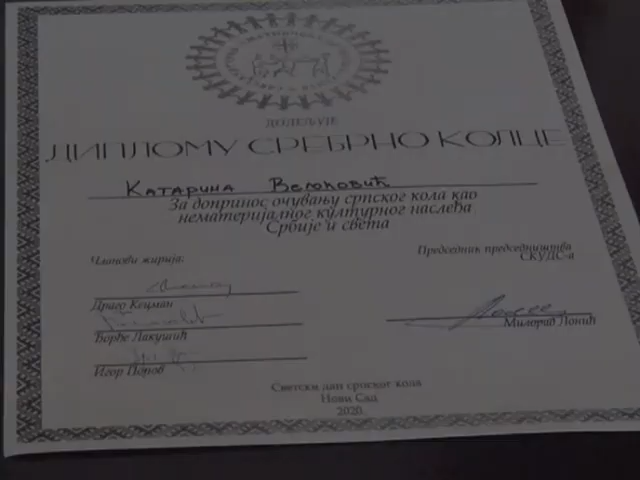 ДОДЕЉУЈЕ
ДИПЛОМУ СРЕБРНО КОЛЦЕ
КАТАРИНА
За допринос очувању српског кола као
нематеријалног културног наслеђа
Србије и света
Чланови жирија:
Председник председништва
СКУДС-а
Драго Кецман
Ђорђе Лакушић
Милорад Лонић
Игор Попов
Светски дан српског кола
Нови Сад
2020.